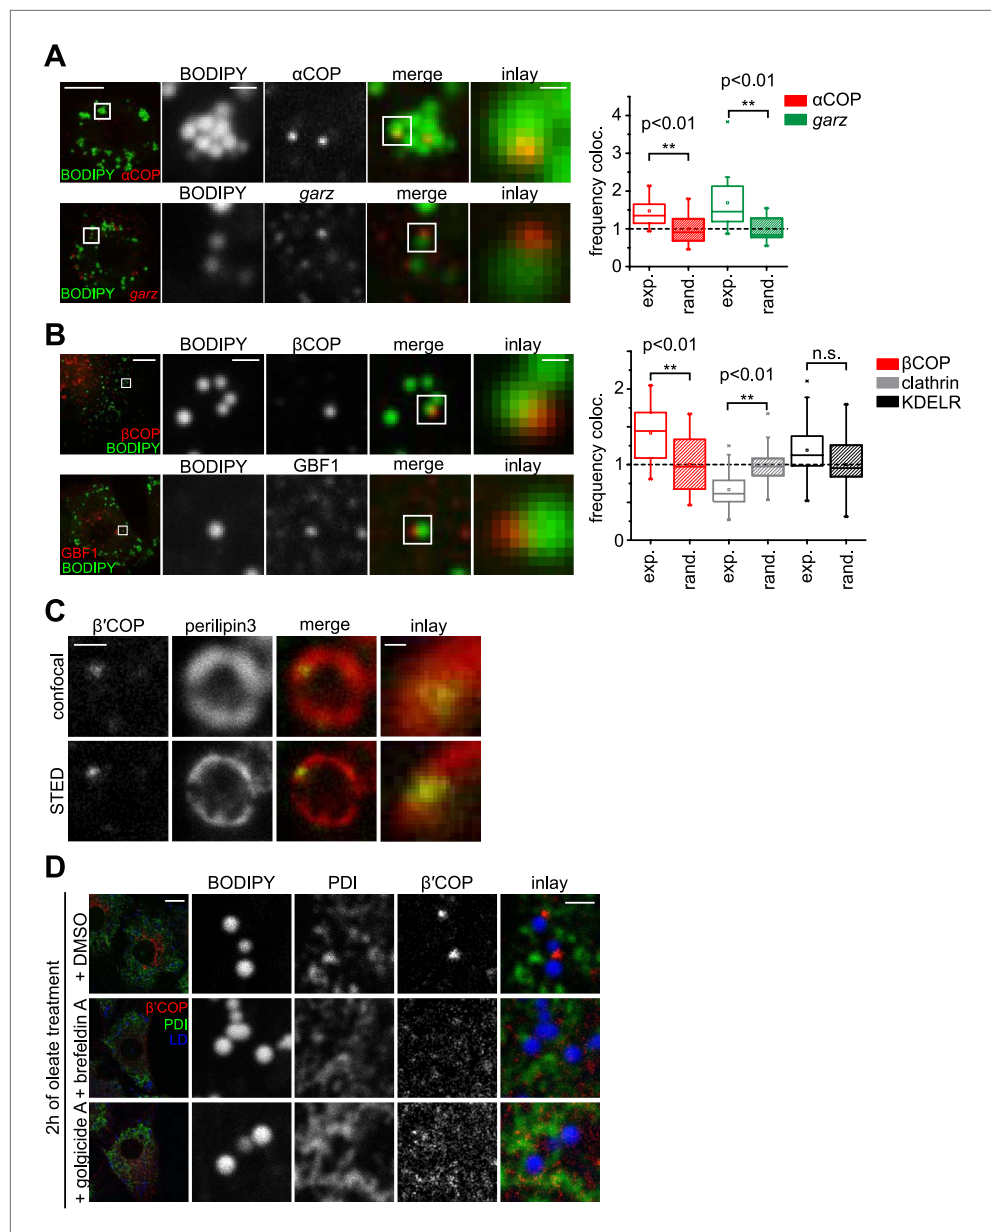 A
BODIPY αCOP merge inlay
BODIPY αCOP
BODIPY garz merge inlay
BODIPY garz
αCOP
garz
p<0.01
p<0.01
**
**
frequency coloc.
4
3
2
1
0
exp. rand. exp. rand.
B
BODIPY βCOP merge inlay
βCOP
BODIPY
BODIPY GBF1 merge inlay
GBF1
BODIPY
βCOP
clathrin
KDELR
p<0.01
p<0.01
n.s.
**
**
frequency coloc.
2
1
0
exp. rand. exp. rand. exp. rand.
C
β'COP perilipin3 merge inlay
confocal
STED
D
BODIPY PDI β'COP inlay
2h of oleate treatment
+ DMSO
+ brefeldin A
+ golgicide A
β'COP
PDI
LD